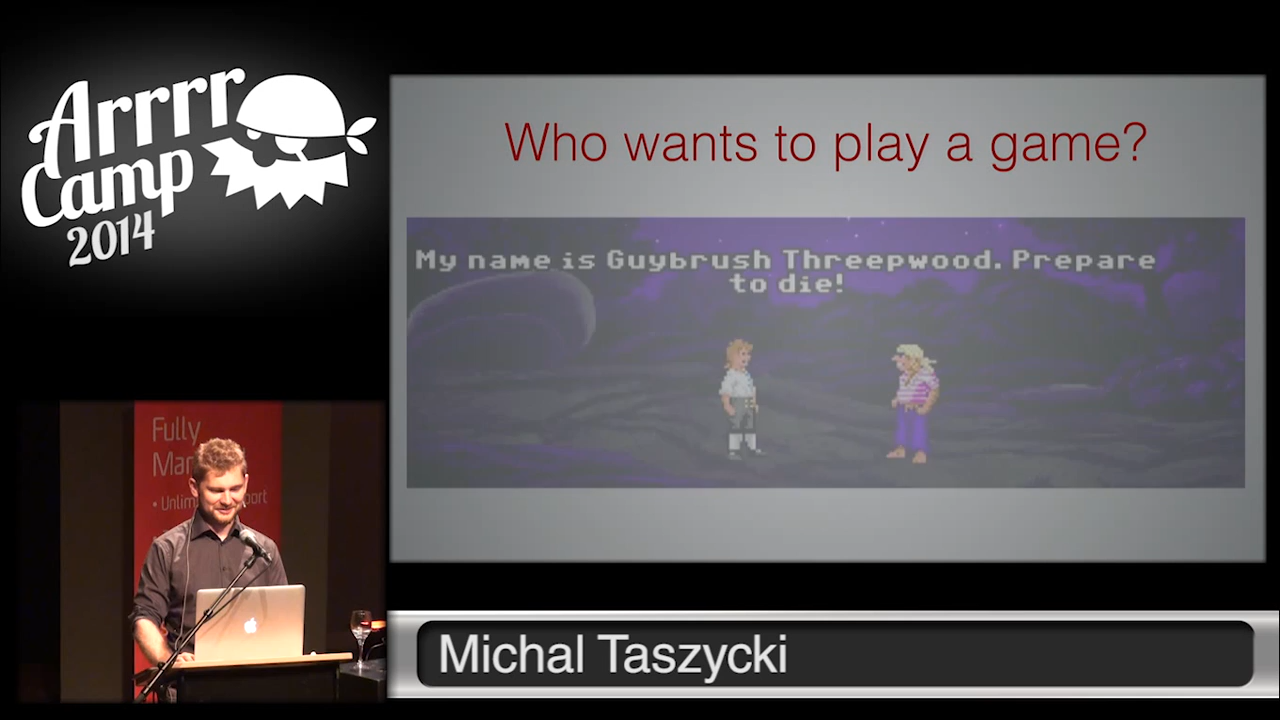 Arrrr
Camp
2014
Who wants to play a game?
My name is Guybrush Threepwood. Prepare
to die!
Fully
Michal Taszycki